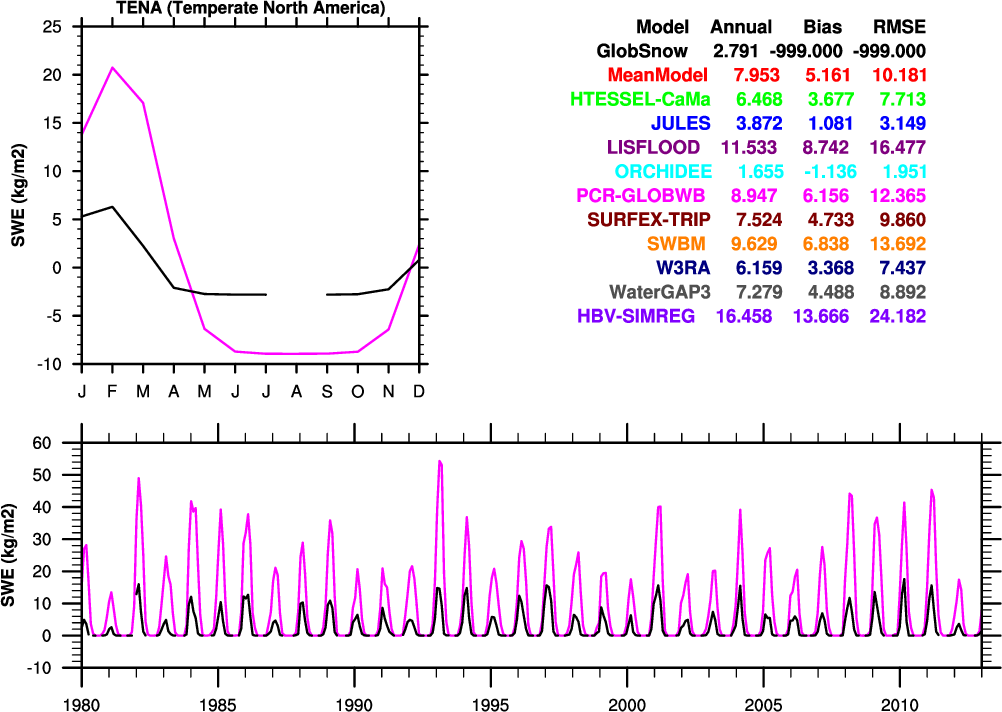 TENA (Temperate North America)
25
20
15
10
5
0
-5
-10
SWE (kg/m2)
J F M A M J J A S O N D
Model Annual Bias RMSE
GlobSnow 2.791 -999.000 -999.000
MeanModel 7.953 5.161 10.181
HTESSEL-CaMa 6.468 3.677 7.713
JULES 3.872 1.081 3.149
LISFLOOD 11.533 8.742 16.477
ORCHIDEE 1.655 -1.136 1.951
PCR-GLOBWB 8.947 6.156 12.365
SURFEX-TRIP 7.524 4.733 9.860
SWBM 9.629 6.838 13.692
W3RA 6.159 3.368 7.437
WaterGAP3 7.279 4.488 8.892
HBV-SIMREG 16.458 13.666 24.182
60
50
40
30
20
10
0
-10
SWE (kg/m2)
1980 1985 1990 1995 2000 2005 2010